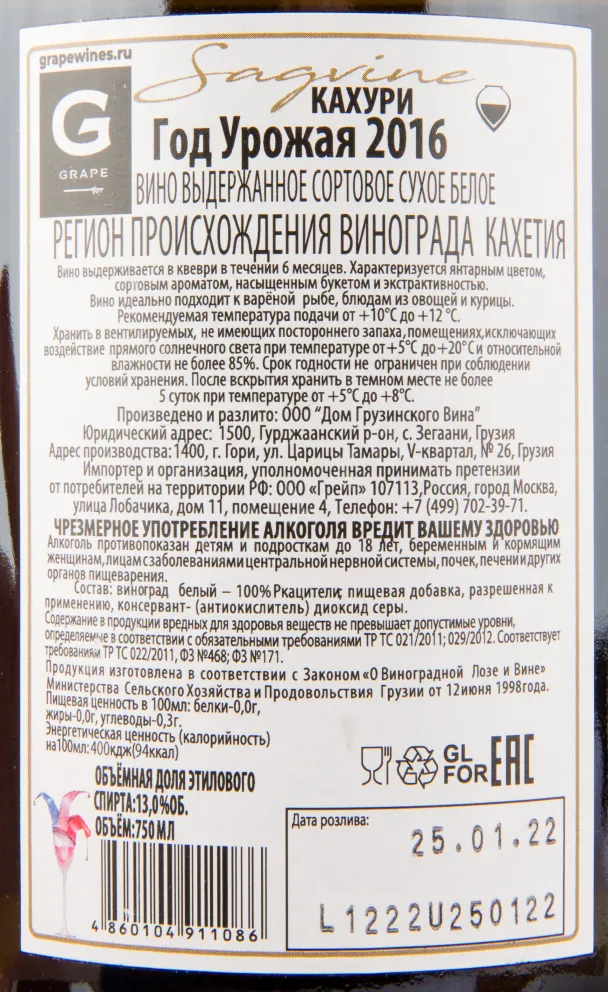 grapewines.ru
Sagvine
G
GRAPE
КАХУРИ
Год Урожая 2016
ВИНО ВЫДЕРЖАННОЕ СОРТОВОЕ СУХОЕ БЕЛОЕ
РЕГИОН ПРОИСХОЖДЕНИЯ ВИНОГРАДА КАХЕТИЯ
Вино выдерживается в квеври в течении 6 месяцев. Характеризуется янтарным цветом,
сортовым ароматом, насыщенным букетом и экстрактивностью.
Вино идеально подходит к варёной рыбе, блюдам из овощей и курицы.
Рекомендуемая температура подачи от +10°С до +12 °С.
Хранить в вентилируемых, не имеющих постороннего запаха, помещениях,исключающих
воздействие прямого солнечного света при температуре от +5°С до +20°С и относительной
влажности не более 85%. Срок годности не ограничен при соблюдении
условий хранения. После вскрытия хранить в темном месте не более
5 суток при температуре от +5°С до +8°С.
Произведено и разлито: ООО "Дом Грузинского Вина"
Юридический адрес: 1500, Гурджаанский р-он, с. Зегаани, Грузия
Адрес производства: 1400, г. Гори, ул. Царицы Тамары, V-квартал, № 26, Грузия
Импортер и организация, уполномоченная принимать претензии
от потребителей на территории РФ: ООО «Грейп» 107113,Россия, город Москва,
улица Лобачика, дом 11, помещение 4, Телефон: +7 (499) 702-39-71.
ЧРЕЗМЕРНОЕ УПОТРЕБЛЕНИЕ АЛКОГОЛЯ ВРЕДИТ ВАШЕМУ ЗДОРОВЬЮ
Алкоголь противопоказан детям и подросткам до 18 лет, беременным и кормящим
женщинам, лицам с заболеваниями центральной нервной системы, почек, печени и других
органов пищеварения.
Состав: виноград белый – 100% Ркацители; пищевая добавка, разрешенная к
применению, консервант- (антиокислитель) диоксид серы.
Содержание в продукции вредных для здоровья веществ не превышает допустимые уровни,
определяемче в соответствии с обязательными требованиями ТР ТС 021/2011; 029/2012. Соответствует
требованиям ТР ТС 022/2011, ФЗ №468; ФЗ №171.
Продукция изготовлена в соответствии с Законом «О Виноградной Лозе и Вине»
Министерства Сельского Хозяйства и Продовольствия Грузии от 12 июня 1998года.
Пищевая ценность в 100мл: белки-0,0г,
жиры-0,0г, углеводы-0,3г.
Энергетическая ценность (калорийность)
на100мл: 400кдж(94ккал)
GL
FOR
EAC
ОБЪЁМНАЯ ДОЛЯ ЭТИЛОВОГО
СПИРТА:13,0%ОБ.
ОБЪЁМ:750 МЛ
Дата розлива:
25.01.22
L1222U250122
4 860104 911086